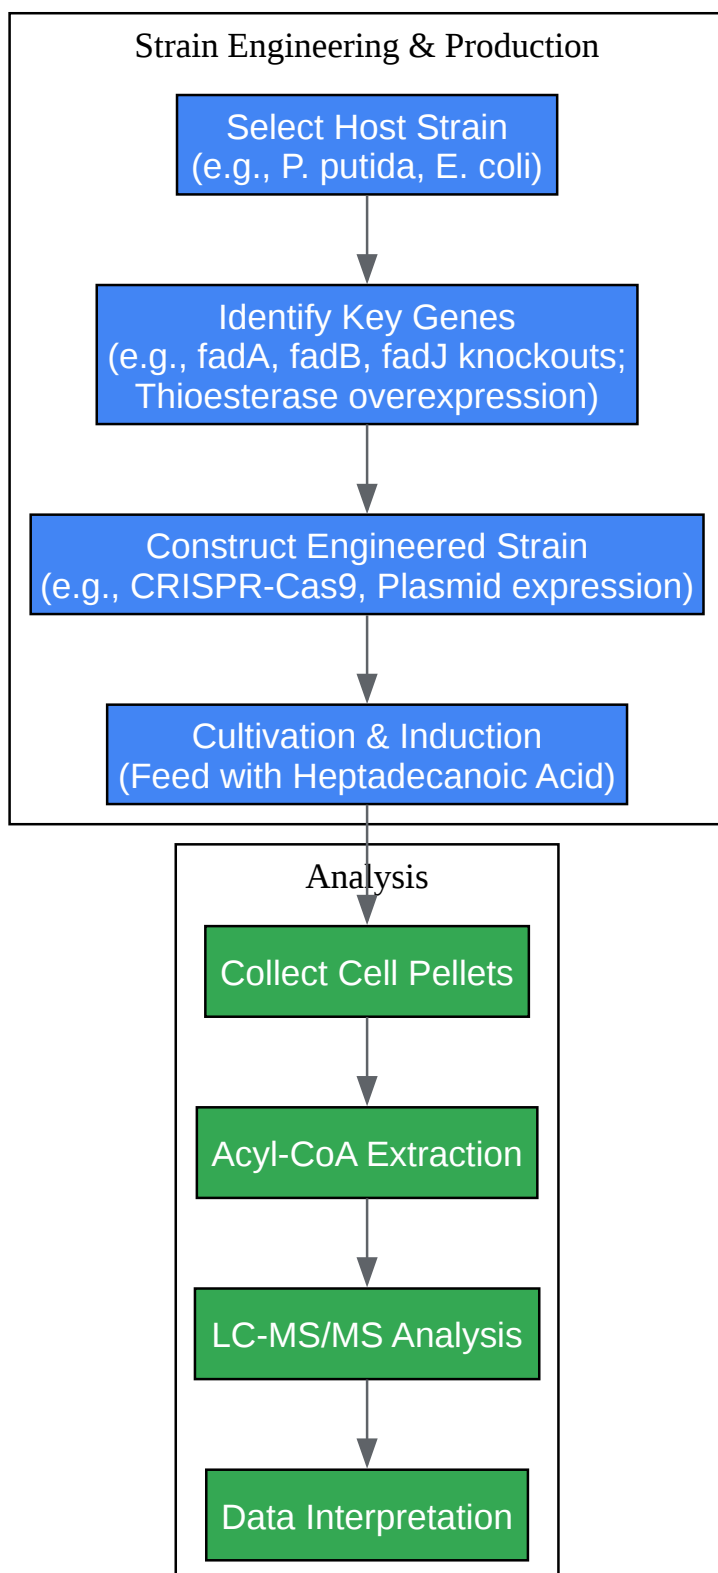 Strain Engineering & Production
Select Host Strain
(e.g., P. putida, E. coli)
Identify Key Genes
(e.g., fadA, fadB, fadJ knockouts;
Thioesterase overexpression)
Construct Engineered Strain
(e.g., CRISPR-Cas9, Plasmid expression)
Cultivation & Induction
(Feed with Heptadecanoic Acid)
Analysis
Collect Cell Pellets
Acyl-CoA Extraction
LC-MS/MS Analysis
Data Interpretation